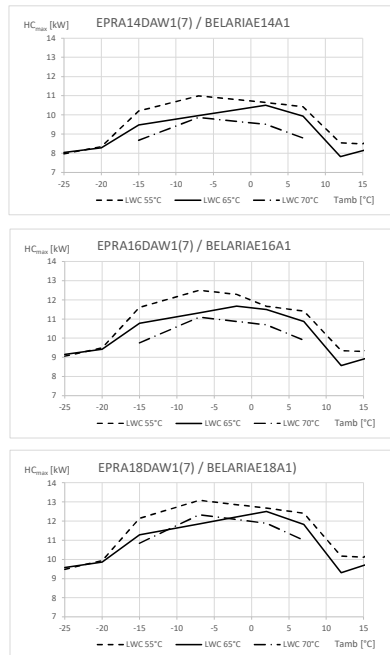 HCmax [kW] EPRA14DAW1(7) / BELARIAE14A1
14
13
12
11
10
9
8
7
-25 -20 -15 -10 -5 0 5 10 15
LWC 55°C LWC 65°C LWC 70°C Tamb [°C]
HCmax [kW] EPRA16DAW1(7) / BELARIAE16A1
14
13
12
11
10
9
8
7
-25 -20 -15 -10 -5 0 5 10 15
LWC 55°C LWC 65°C LWC 70°C Tamb [°C]
HCmax [kW] EPRA18DAW1(7) / BELARIAE18A1)
14
13
12
11
10
9
8
7
-25 -20 -15 -10 -5 0 5 10 15
LWC 55°C LWC 65°C LWC 70°C Tamb [°C]